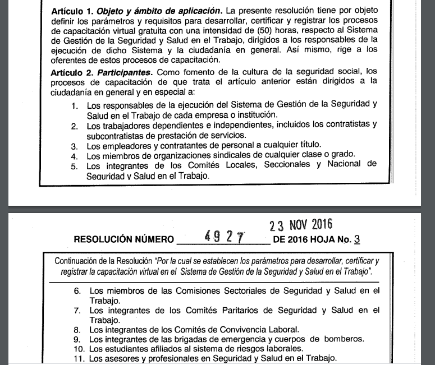 Artículo 1. Objeto y ámbito de aplicación. La presente resolución tiene por objeto
definir los parámetros y requisitos para desarrollar, certificar y registrar los procesos
de capacitación virtual gratuita con una intensidad de (50) horas, respecto al Sistema
de Gestión de la Seguridad y Salud en el Trabajo, dirigidos a los responsables de la
ejecución de dicho Sistema y la ciudadanía en general. Así mismo, rige a los
oferentes de estos procesos de capacitación.
Artículo 2. Participantes. Como fomento de la cultura de la seguridad social, los
procesos de capacitación de que trata el artículo anterior están dirigidos a la
ciudadanía en general y en especial a:
1. Los responsables de la ejecución del Sistema de Gestión de la Seguridad y
Salud en el Trabajo de cada empresa o institución.
2. Los trabajadores dependientes e independientes, incluidos los contratistas y
subcontratistas de prestación de servicios.
3. Los empleadores y contratantes de personal a cualquier título.
4. Los miembros de organizaciones sindicales de cualquier clase o grado.
5. Los integrantes de los Comités Locales, Seccionales y Nacional de
Seguridad y Salud en el Trabajo.
23 NOV 2016
RESOLUCIÓN NÚMERO 4927 DE 2016 HOJA No. 3
Continuación de la Resolución "Por la cual se establecen los parámetros para desarrollar, certificar y
registrar la capacitación virtual en el Sistema de Gestión de la Seguridad y Salud en el Trabajo".
6. Los miembros de las Comisiones Sectoriales de Seguridad y Salud en el
Trabajo.
7. Los integrantes de los Comités Paritarios de Seguridad y Salud en el
Trabajo.
8. Los integrantes de los Comités de Convivencia Laboral.
9. Los integrantes de las brigadas de emergencia y cuerpos de bomberos.
10. Los estudiantes afiliados al sistema de riesgos laborales.
11. Los asesores y profesionales en Seguridad y Salud en el Trabajo.